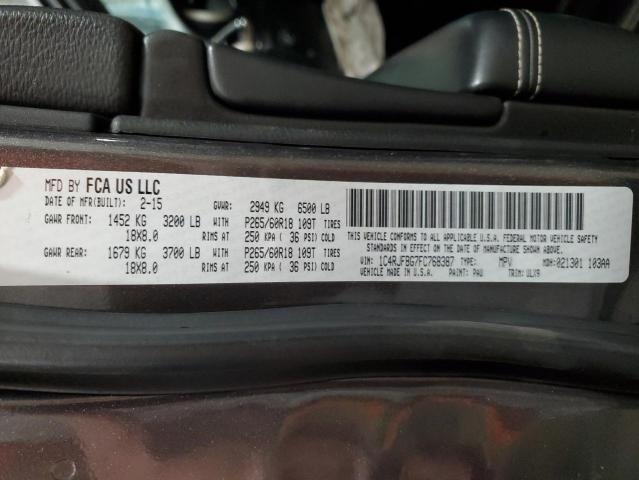 MFD BY FCA US LLC
DATE OF MFR(BUILT): 2-15 GVWR: 2949 KG 6500 LB
GAWR FRONT: 1452 KG 3200 LB WITH P265/60R18 109T TIRES
18X8.0 RIMS AT 250 KPA ( 36 PSI) COLD
GAWR REAR: 1679 KG 3700 LB WITH P265/60R18 109T TIRES
18X8.0 RIMS AT 250 KPA ( 36 PSI) COLD
THIS VEHICLE CONFORMS TO ALL APPLICABLE U.S.A. FEDERAL MOTOR VEHICLE SAFETY
STANDARDS IN EFFECT ON THE DATE OF MANUFACTURE SHOWN ABOVE.
VIN: 1C4RJFBG7FC768387 TYPE: MPV MDH: 021301 103AA
VEHICLE MADE IN U.S.A. PAINT: PAU TRIM: ULX9